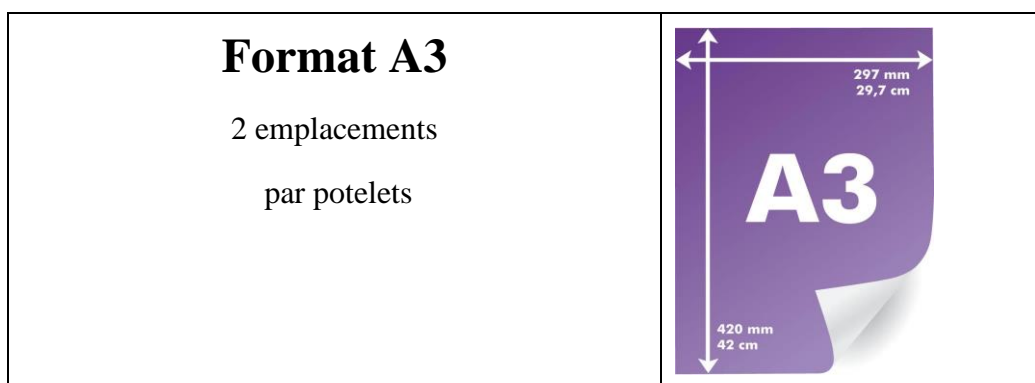 Format A3
2 emplacements
par potelets
297 mm
29,7 cm
A3
420 mm
42 cm